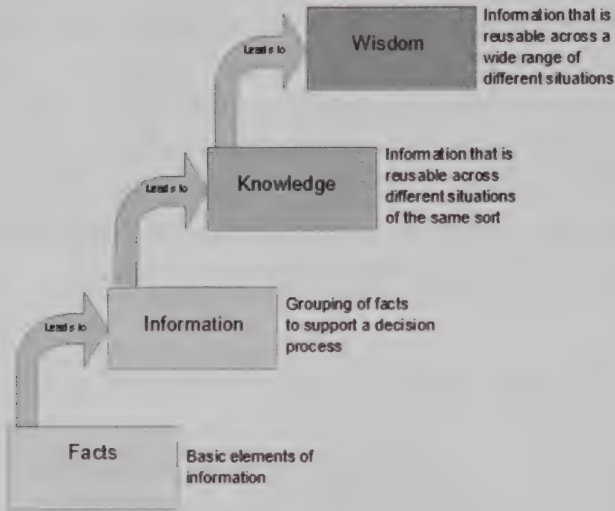 Information that is
reusable across a
wide range of
different situations
Leads to
Wisdom
Information that is
reusable across
different situations
of the same sort
Leads to
Knowledge
Grouping of facts
to support a decision
process
Leads to
Information
Facts
Basic elements of
information